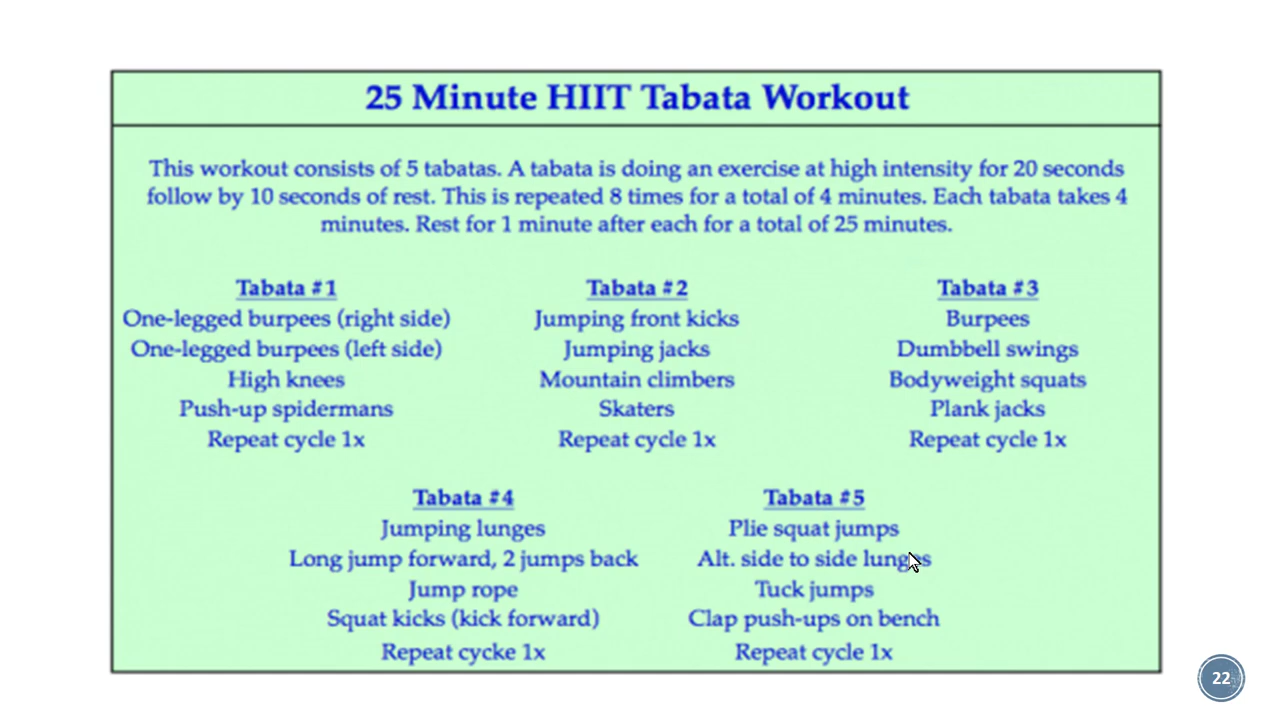 25 Minute HIIT Tabata Workout
This workout consists of 5 tabatas. A tabata is doing an exercise at high intensity for 20 seconds
follow by 10 seconds of rest. This is repeated 8 times for a total of 4 minutes. Each tabata takes 4
minutes. Rest for 1 minute after each for a total of 25 minutes.
Tabata #1
One-legged burpees (right side)
One-legged burpees (left side)
High knees
Push-up spidermans
Repeat cycle 1x
Tabata #2
Jumping front kicks
Jumping jacks
Mountain climbers
Skaters
Repeat cycle 1x
Tabata #3
Burpees
Dumbbell swings
Bodyweight squats
Plank jacks
Repeat cycle 1x
Tabata #4
Jumping lunges
Long jump forward, 2 jumps back
Jump rope
Squat kicks (kick forward)
Repeat cycke 1x
Tabata #5
Plie squat jumps
Alt. side to side lunges
Tuck jumps
Clap push-ups on bench
Repeat cycle 1x
22